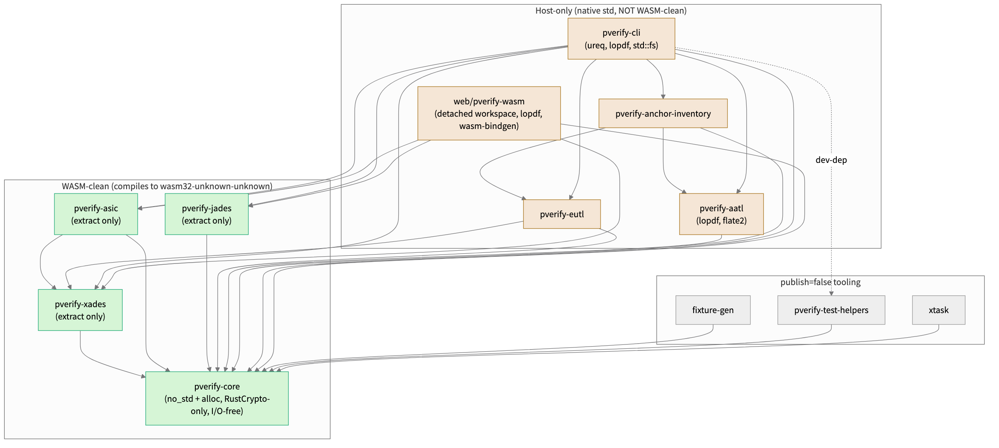 Host-only (native std, NOT WASM-clean)
pverify-cli
(ureq, lopdf, std::fs)
web/pverify-wasm
(detached workspace, lopdf,
wasm-bindgen)
pverify-anchor-inventory
dev-dep
WASM-clean (compiles to wasm32-unknown-unknown)
pverify-asic
(extract only)
pverify-jades
(extract only)
pverify-eutl
pverify-aatl
(lopdf, flate2)
publish=false tooling
pverify-xades
(extract only)
fixture-gen
pverify-test-helpers
xtask
pverify-core
(no_std + alloc, RustCrypto-
only, I/O-free)